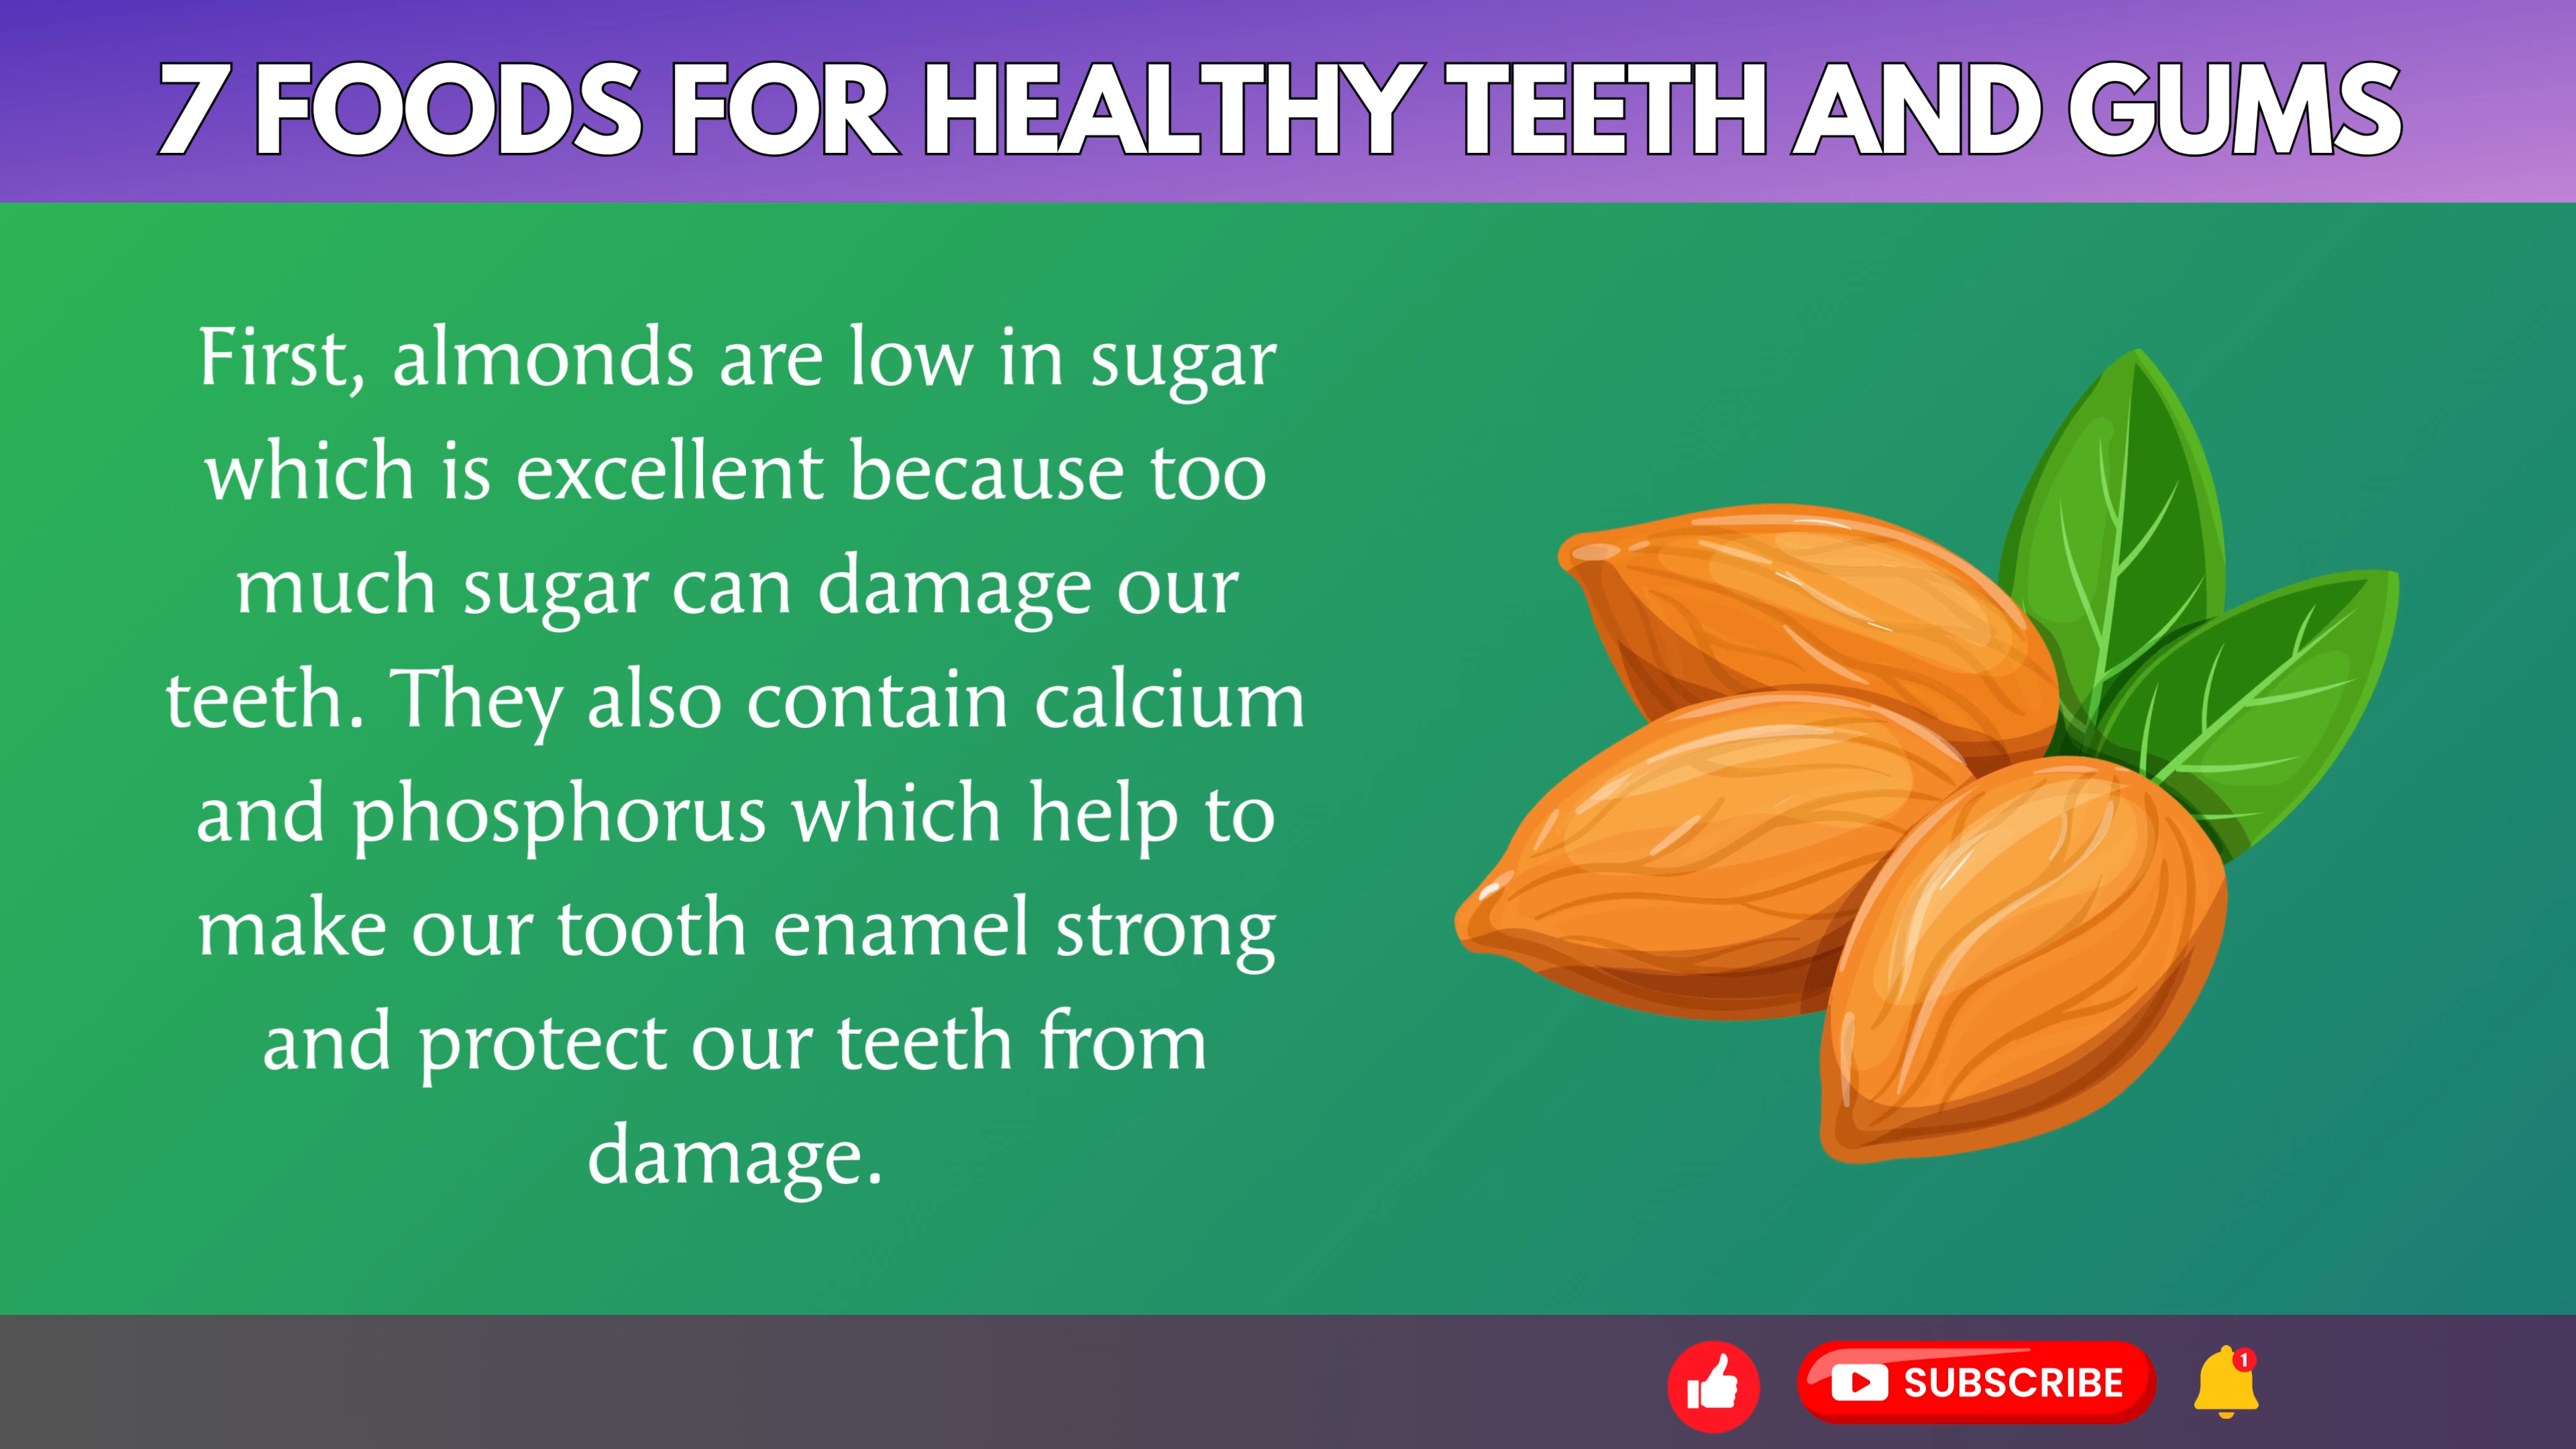 7 FOODS FOR HEALTHY TEETH AND GUMS
First, almonds are low in sugar
which is excellent because too
much sugar can damage our
teeth. They also contain calcium
and phosphorus which help to
make our tooth enamel strong
and protect our teeth from
damage.
SUBSCRIBE
1